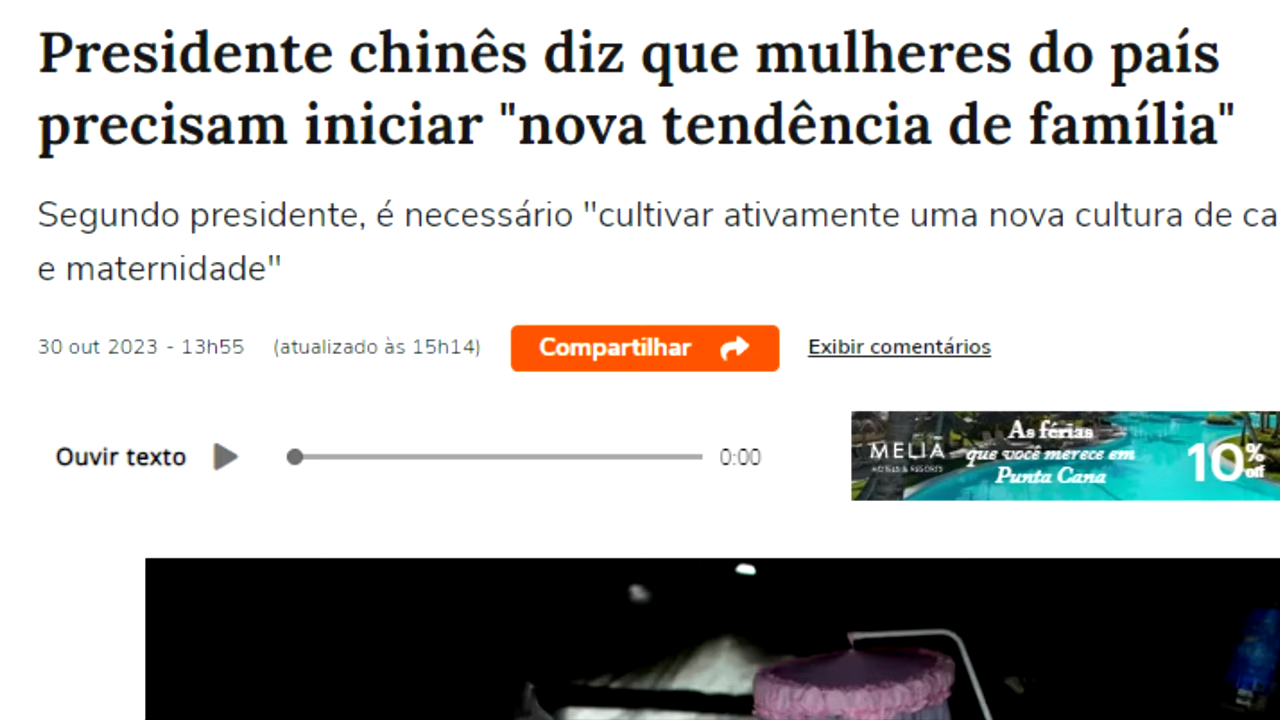 Presidente chinês diz que mulheres do país
precisam iniciar "nova tendência de família"
Segundo presidente, é necessário "cultivar ativamente uma nova cultura de ca
e maternidade"
30 out 2023 - 13h55 (atualizado às 15h14) Compartilhar Exibir comentários
Ouvir texto 0:00
MELIÃ
HOTELS & RESORTS
As férias
que você merece em
Punta Cana
10% off